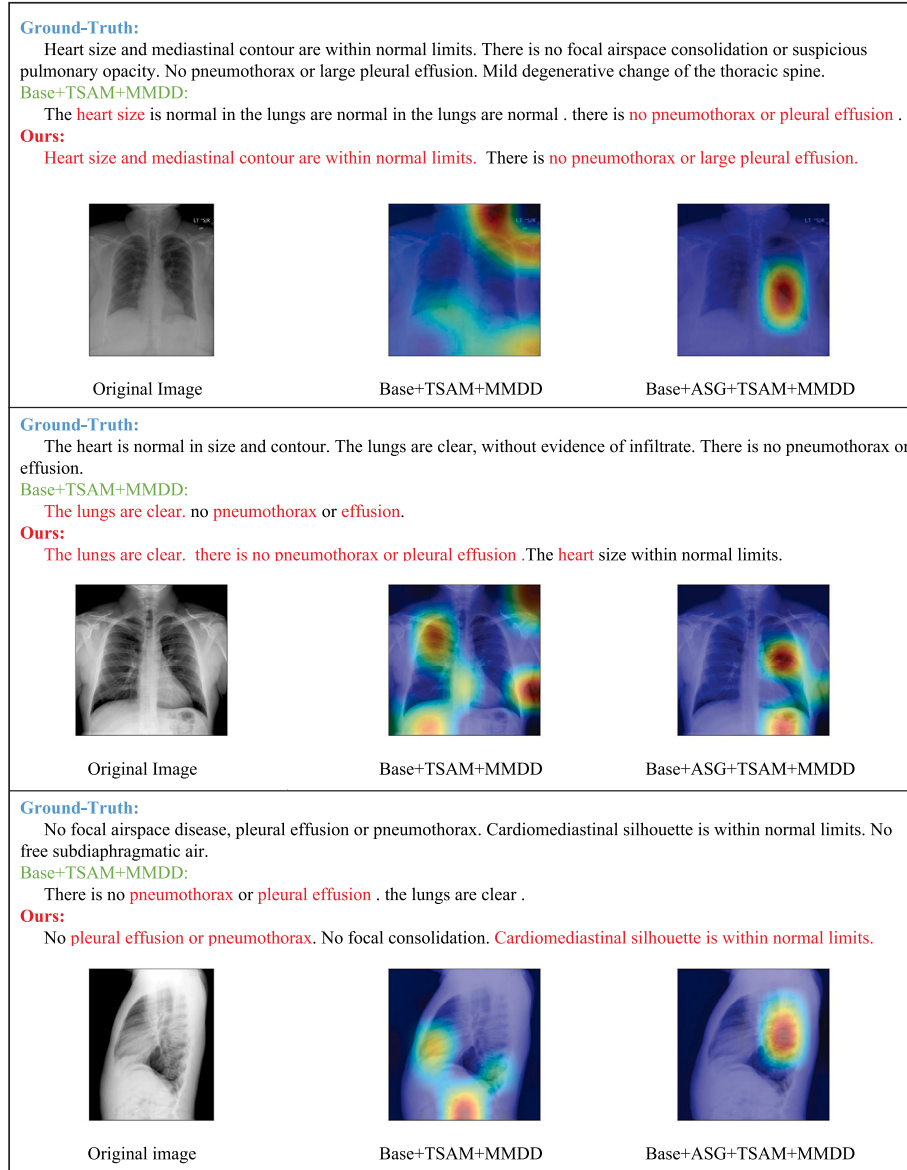 Ground-Truth:
Heart size and mediastinal contour are within normal limits. There is no focal airspace consolidation or suspicious
pulmonary opacity. No pneumothorax or large pleural effusion. Mild degenerative change of the thoracic spine.
Base+TSAM+MMDD:
The heart size is normal in the lungs are normal in the lungs are normal . there is no pneumothorax or pleural effusion .
Ours:
Heart size and mediastinal contour are within normal limits. There is no pneumothorax or large pleural effusion.
Original Image
Base+TSAM+MMDD
Base+ASG+TSAM+MMDD
Ground-Truth:
The heart is normal in size and contour. The lungs are clear, without evidence of infiltrate. There is no pneumothorax or
effusion.
Base+TSAM+MMDD:
The lungs are clear. no pneumothorax or effusion.
Ours:
The lungs are clear. there is no pneumothorax or pleural effusion .The heart size within normal limits.
Original Image
Base+TSAM+MMDD
Base+ASG+TSAM+MMDD
Ground-Truth:
No focal airspace disease, pleural effusion or pneumothorax. Cardiomediastinal silhouette is within normal limits. No
free subdiaphragmatic air.
Base+TSAM+MMDD:
There is no pneumothorax or pleural effusion . the lungs are clear .
Ours:
No pleural effusion or pneumothorax. No focal consolidation. Cardiomediastinal silhouette is within normal limits.
Original image
Base+TSAM+MMDD
Base+ASG+TSAM+MMDD